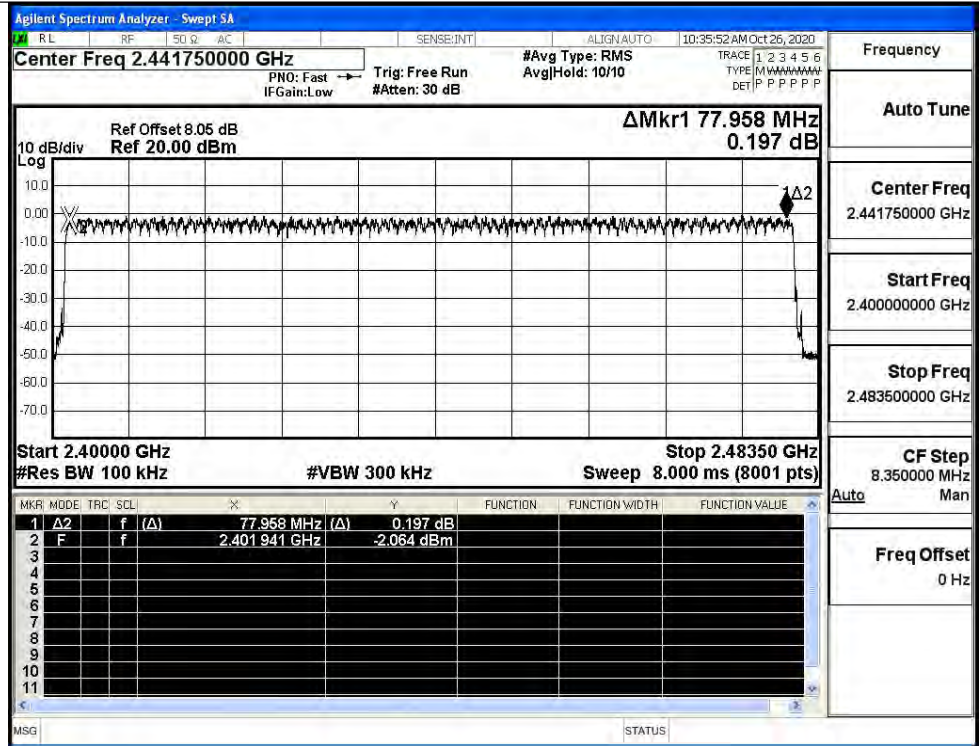 Agilent Spectrum Analyzer - Swept SA
LXI RL RF 50 Ω AC SENSE:INT ALIGN AUTO 10:35:52 AM Oct 26, 2020
Center Freq 2.441750000 GHz
#Avg Type: RMS
TRACE 1 2 3 4 5 6
PNO: Fast Trig: Free Run
Avg|Hold: 10/10
TYPE M WWWWW
IFGain:Low #Atten: 30 dB
DET P P P P P P
ΔMkr1 77.958 MHz
0.197 dB
Ref Offset 8.05 dB
10 dB/div Ref 20.00 dBm
Log
10.0
0.00
-10.0
-20.0
-30.0
-40.0
-50.0
-60.0
-70.0
1Δ2
Start 2.40000 GHz Stop 2.48350 GHz
#Res BW 100 kHz #VBW 300 kHz Sweep 8.000 ms (8001 pts)
MKR MODE TRC SCL X Y FUNCTION FUNCTION WIDTH FUNCTION VALUE
1 Δ2 f (Δ) 77.958 MHz (Δ) 0.197 dB
2 F f 2.401 941 GHz -2.064 dBm
3
4
5
6
7
8
9
10
11
MSG STATUS
Frequency
Auto Tune
Center Freq
2.441750000 GHz
Start Freq
2.400000000 GHz
Stop Freq
2.483500000 GHz
CF Step
8.350000 MHz
Auto Man
Freq Offset
0 Hz